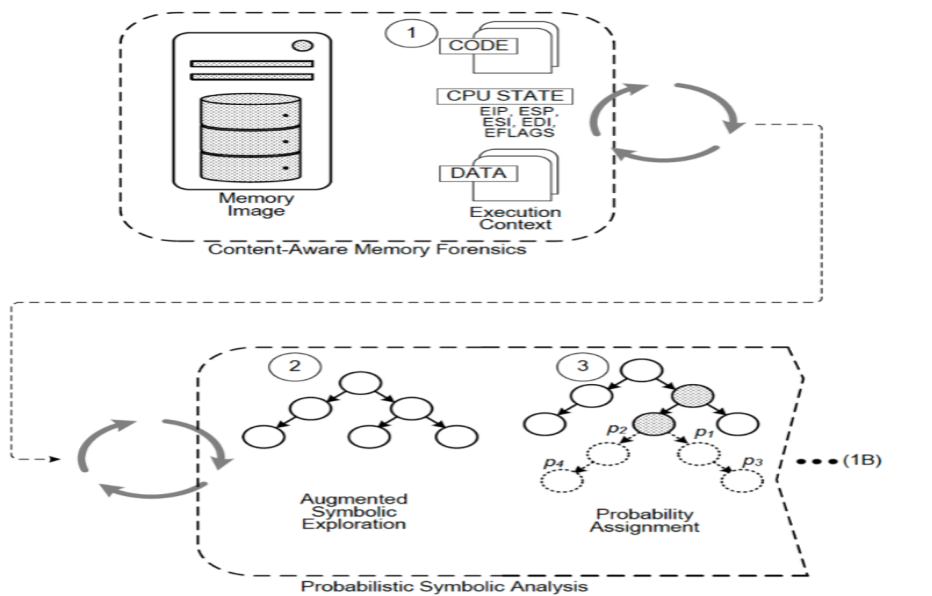 1
CODE
CPU STATE
EIP, ESP,
ESI, EDI,
EFLAGS
DATA
Memory
Image
Execution
Context
Content-Aware Memory Forensics
2
3
p2
p1
p4
p3
(1B)
Augmented
Symbolic
Exploration
Probability
Assignment
Probabilistic Symbolic Analysis